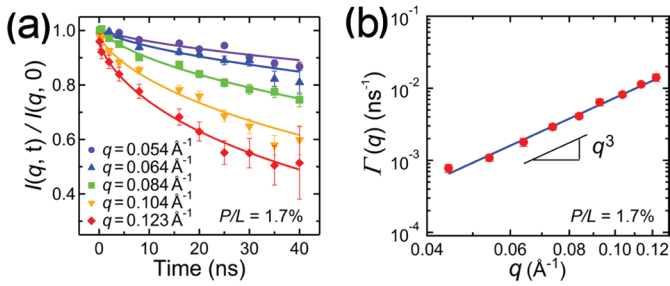 (a)
I(q, t) / I(q, 0)
1.0
0.8
0.6
0.4
q = 0.054 Å⁻¹
q = 0.064 Å⁻¹
q = 0.084 Å⁻¹
q = 0.104 Å⁻¹
q = 0.123 Å⁻¹
P/L = 1.7%
0 10 20 30 40
Time (ns)
(b)
Γ(q) (ns⁻¹)
10⁻¹
10⁻²
10⁻³
10⁻⁴
q³
P/L = 1.7%
0.04 0.06 0.08 0.10 0.12
q (Å⁻¹)